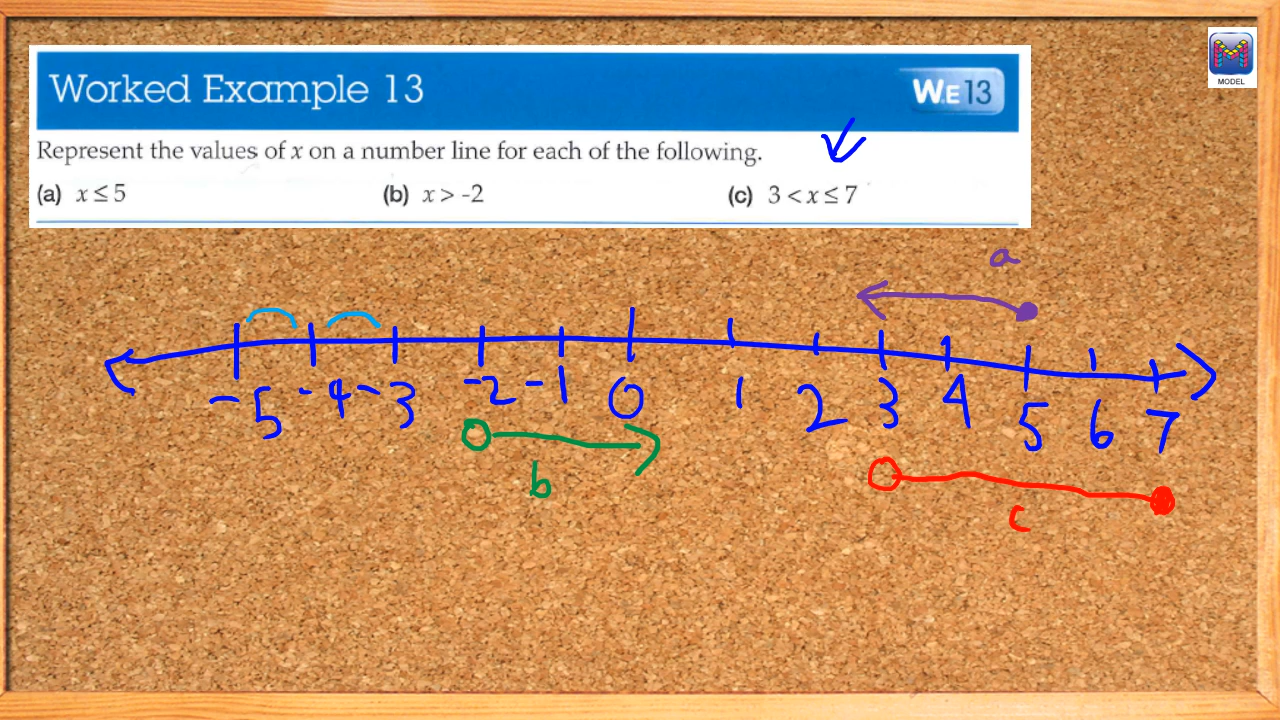 Worked Example 13
W.E 13
MODEL
Represent the values of x on a number line for each of the following.
(a) x ≤ 5 (b) x > -2 (c) 3 < x ≤ 7
a
-5 -4 -3 -2 -1 0 1 2 3 4 5 6 7
b
c